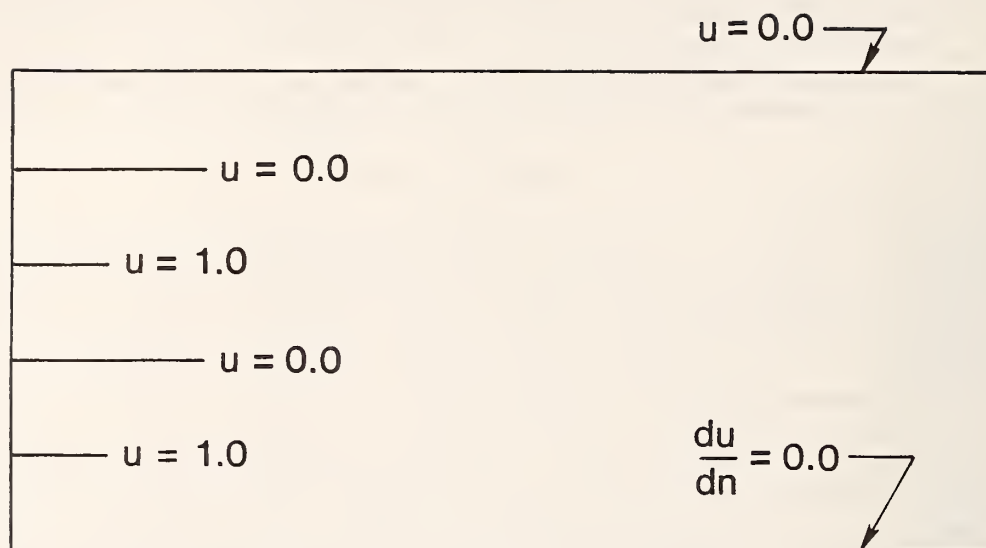 u = 0.0
u = 0.0
u = 1.0
u = 0.0
u = 1.0
du/dn = 0.0